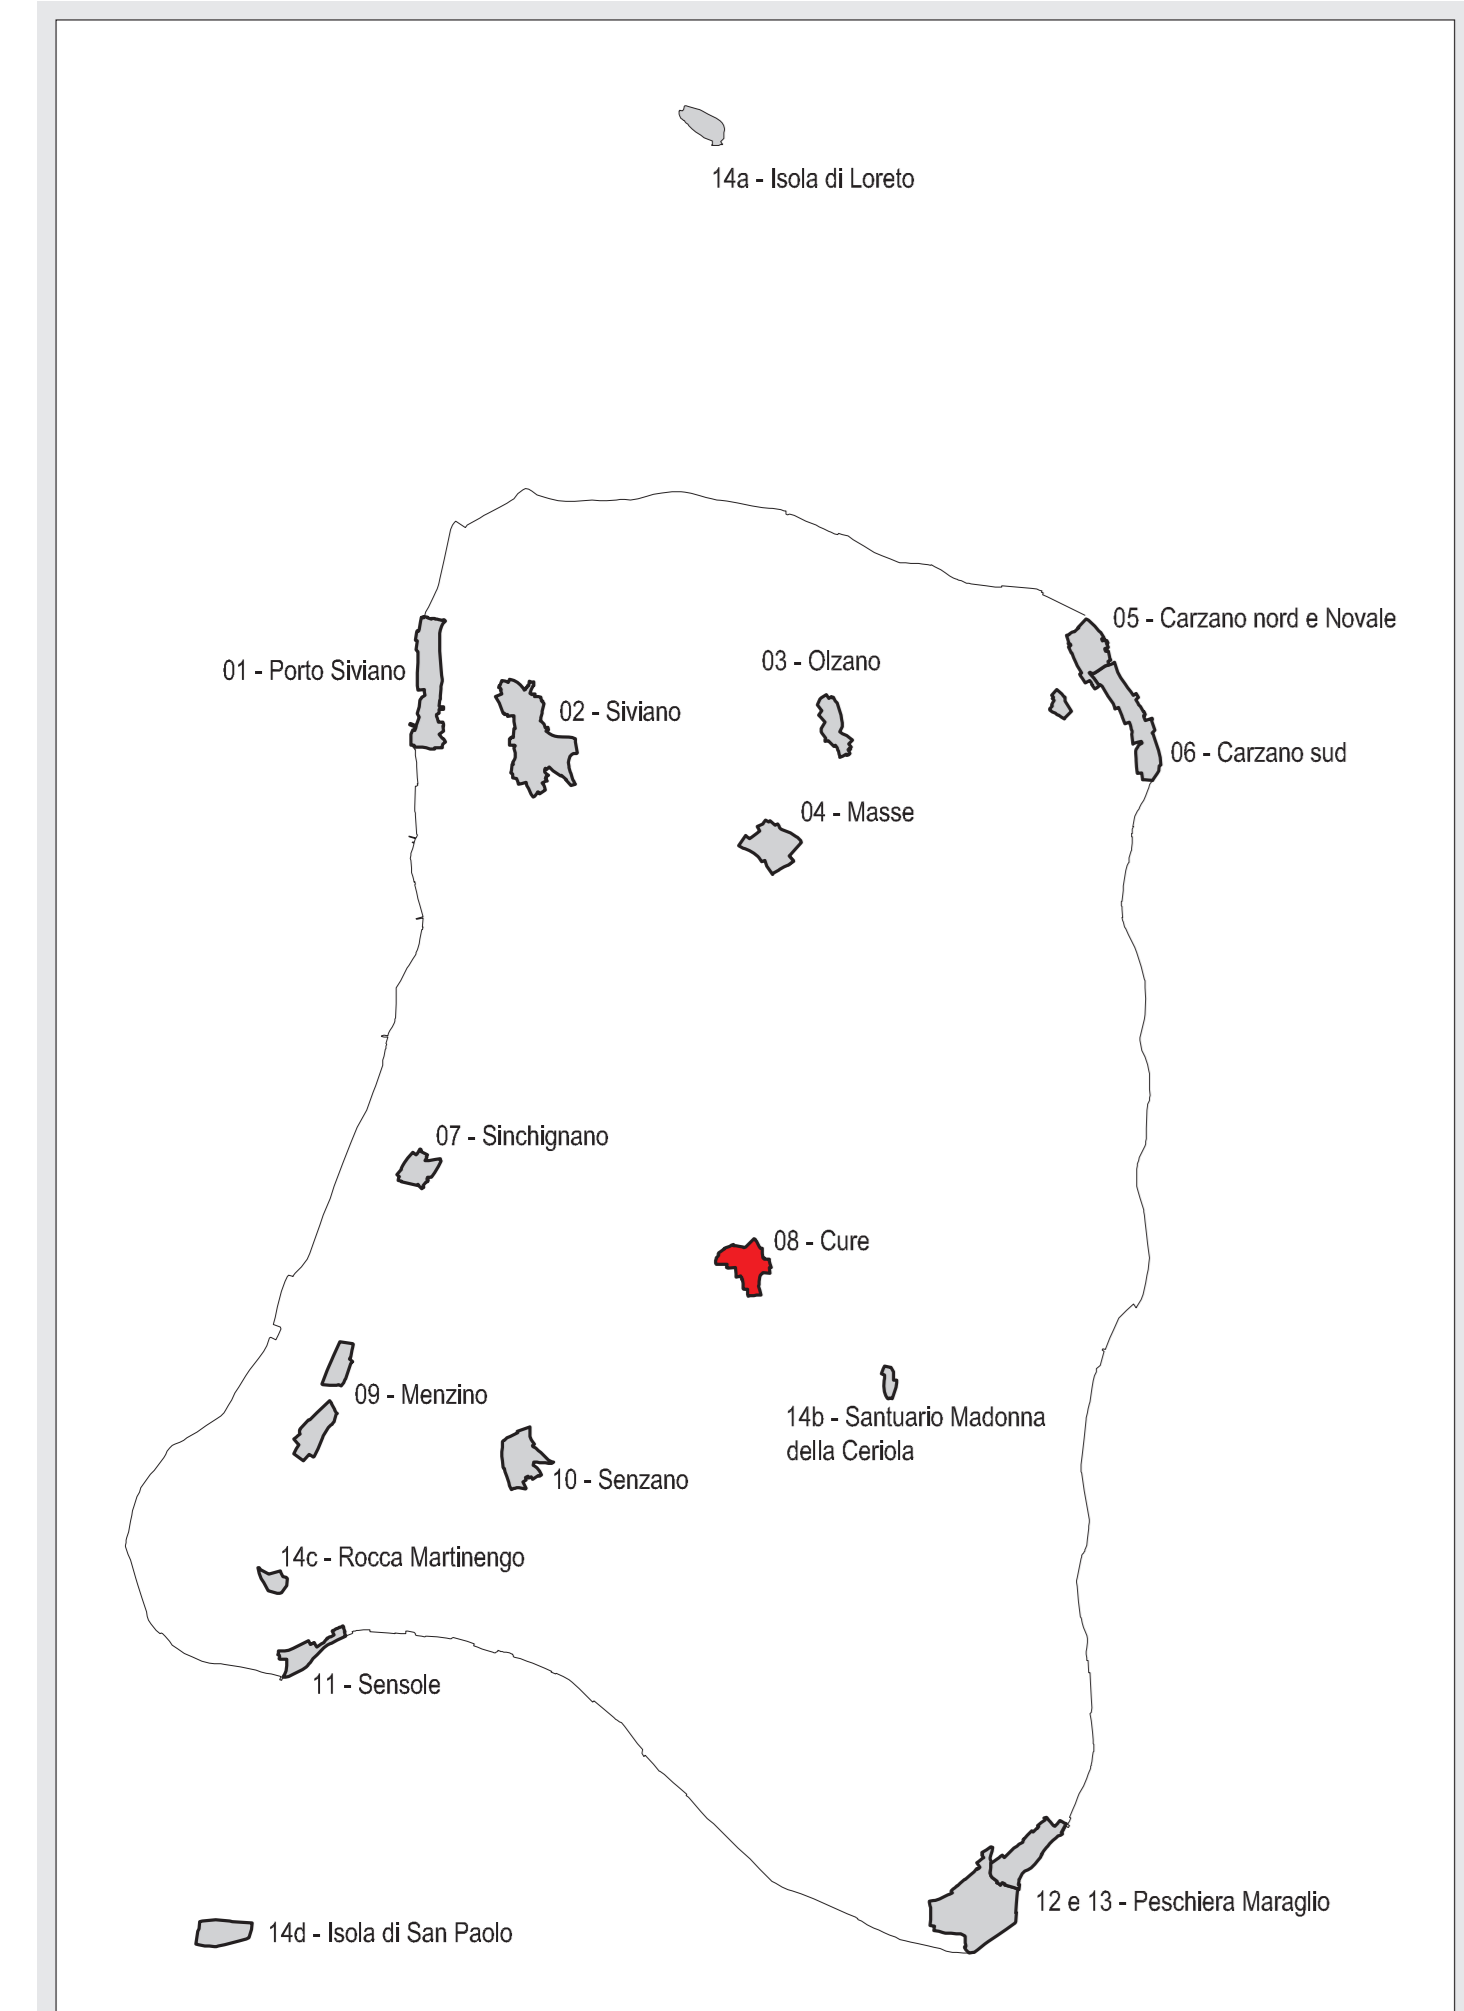 14a - Isola di Loreto
05 - Carzano nord e Novale
01 - Porto Siviano
03 - Olzano
02 - Siviano
06 - Carzano sud
04 - Masse
07 - Sinchignano
08 - Cure
09 - Menzino
14b - Santuario Madonna
della Ceriola
10 - Senzano
14c - Rocca Martinengo
11 - Sensole
12 e 13 - Peschiera Maraglio
14d - Isola di San Paolo